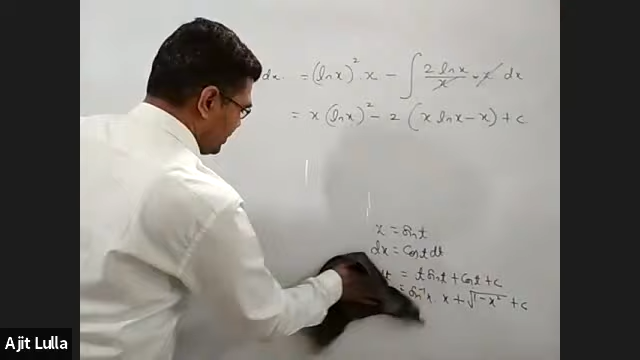 dx. = (ln x)² . x - ∫ 2 ln x / x × x dx
= x (ln x)² - 2 (x ln x - x) + c
x = sin t
dx = cos t dt
= t sin t + cos t + c
= sin⁻¹x . x + √1-x² + c
Ajit Lulla